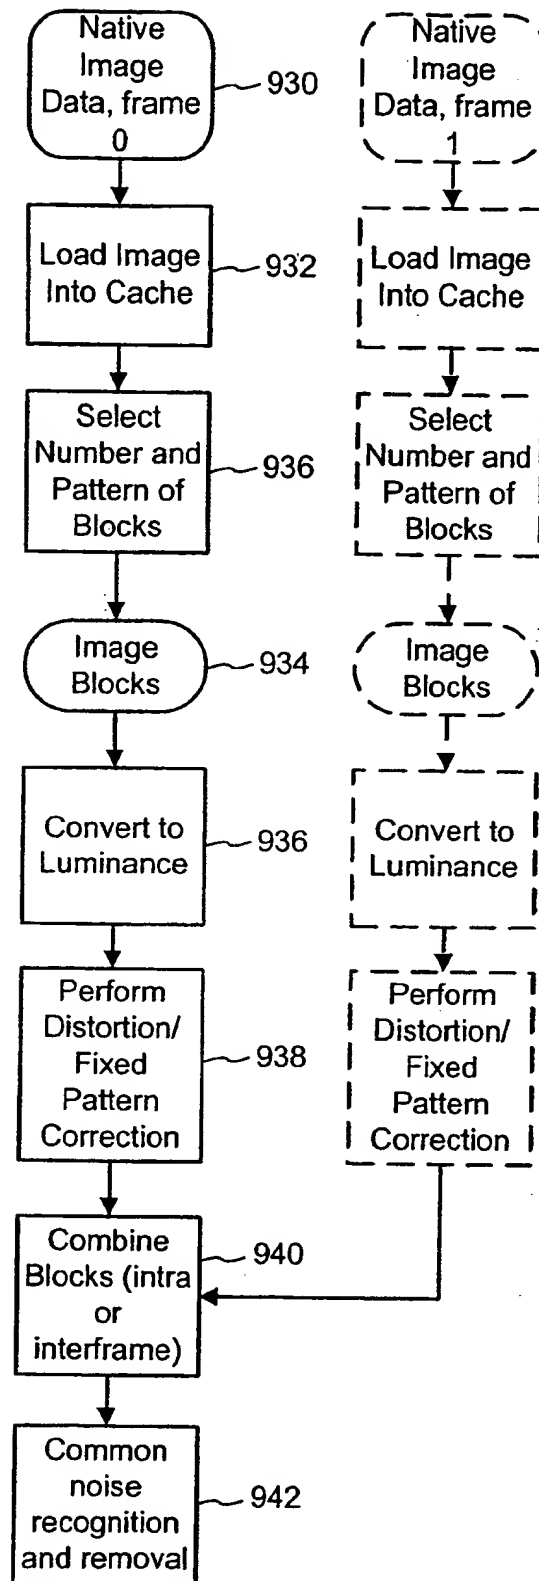 Native
Image
Data, frame
0
930
Load Image
Into Cache
932
Select
Number and
Pattern of
Blocks
936
Image
Blocks
934
Convert to
Luminance
936
Perform
Distortion/
Fixed
Pattern
Correction
938
Combine
Blocks (intra
or
interframe)
940
Common
noise
recognition
and removal
942
Native
Image
Data, frame
1
Load Image
Into Cache
Select
Number and
Pattern of
Blocks
Image
Blocks
Convert to
Luminance
Perform
Distortion/
Fixed
Pattern
Correction